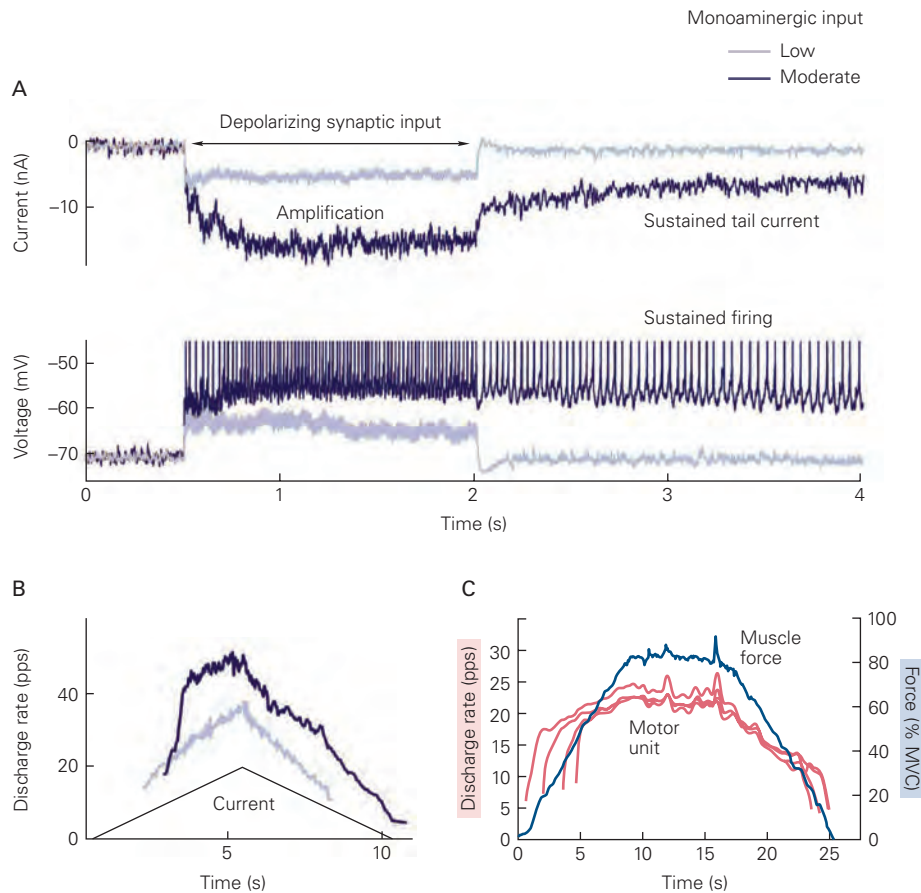 Monoaminergic input
Low
Moderate
A
Depolarizing synaptic input
Amplification
Sustained tail current
Current (nA)
0
–10
Sustained firing
Voltage (mV)
–50
–60
–70
0
1
2
3
4
Time (s)
B
Discharge rate (pps)
40
20
0
Current
5
10
Time (s)
C
Discharge rate (pps)
30
25
20
15
10
5
0
Muscle
force
Motor
unit
100
80
60
40
20
0
Force (% MVC)
0
5
10
15
20
25
Time (s)